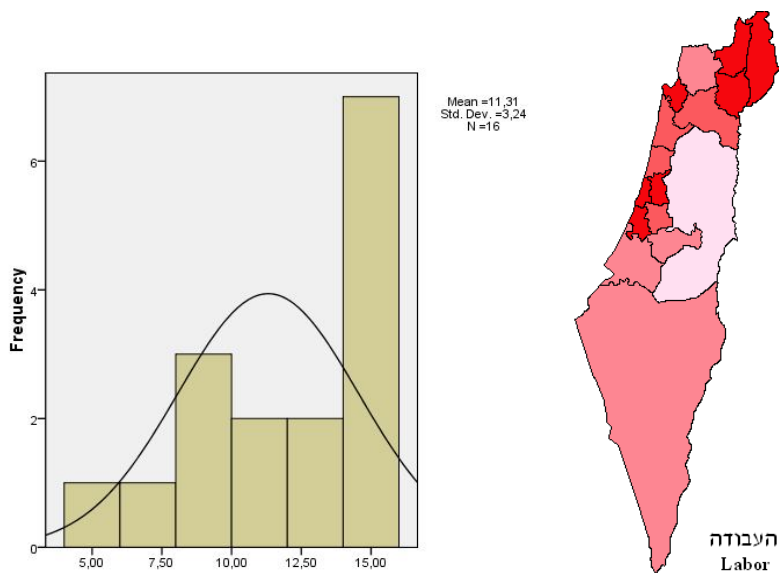 Mean =11,31
Std. Dev. =3,24
N =16
Frequency
6
4
2
0
5,00 7,50 10,00 12,50 15,00
העבודה
Labor